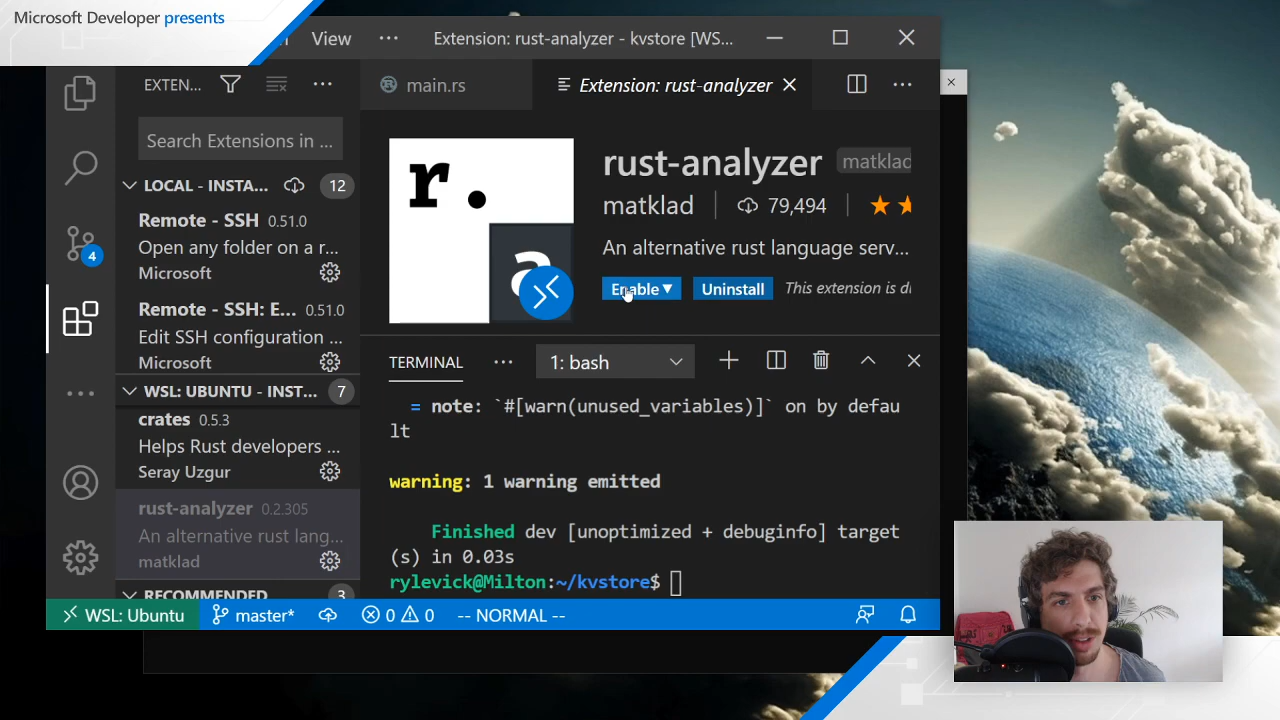 Microsoft Developer presents
View
Extension: rust-analyzer - kvstore [WS...
EXTEN...
main.rs
Extension: rust-analyzer
Search Extensions in ...
LOCAL - INSTA...
12
Remote - SSH 0.51.0
Open any folder on a r...
Microsoft
4
Remote - SSH: E... 0.51.0
Edit SSH configuration ...
Microsoft
WSL: UBUNTU - INST... 7
crates 0.5.3
Helps Rust developers ...
Seray Uzgur
rust-analyzer 0.2.305
An alternative rust lang...
matklad
RECOMMENDED 3
r.
a
rust-analyzer matklad
matklad 79,494
An alternative rust language serv...
Enable Uninstall This extension is di
TERMINAL
1: bash
= note: `#[warn(unused_variables)]` on by defau
lt
warning: 1 warning emitted
Finished dev [unoptimized + debuginfo] target
(s) in 0.03s
rylevick@Milton:~/kvstore$
WSL: Ubuntu master* 0 0 -- NORMAL --